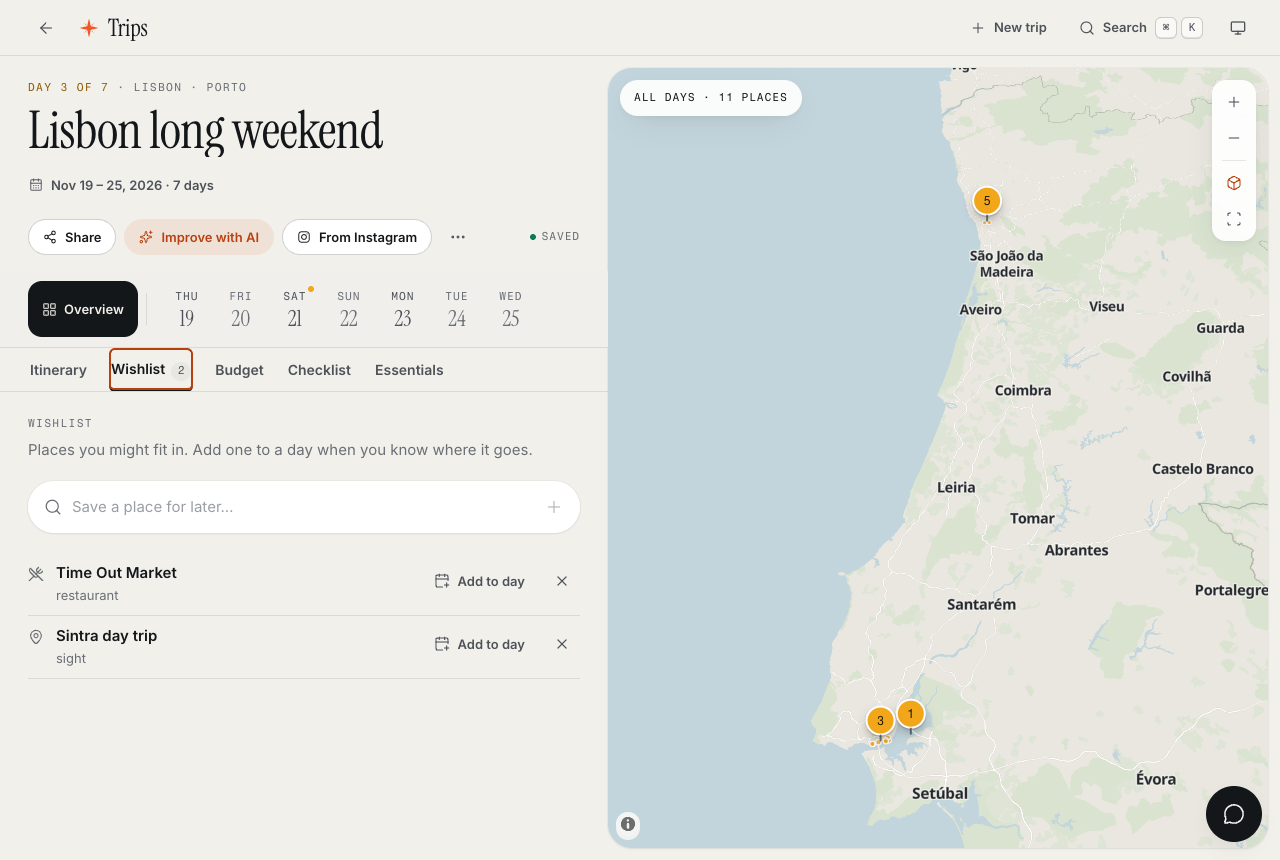 Trips
New trip
Search ⌘ K
DAY 3 OF 7 · LISBON · PORTO
Lisbon long weekend
Nov 19 – 25, 2026 · 7 days
Share
Improve with AI
From Instagram
SAVED
Overview
THU 19
FRI 20
SAT 21
SUN 22
MON 23
TUE 24
WED 25
Itinerary
Wishlist 2
Budget
Checklist
Essentials
WISHLIST
Places you might fit in. Add one to a day when you know where it goes.
Save a place for later...
Time Out Market
restaurant
Add to day
Sintra day trip
sight
Add to day
ALL DAYS · 11 PLACES
Vigo
5
São João da
Madeira
Aveiro
Viseu
Guarda
Covilhã
Coimbra
Castelo Branco
Leiria
Tomar
Abrantes
Portalegre
Santarém
3
1
Évora
Setúbal